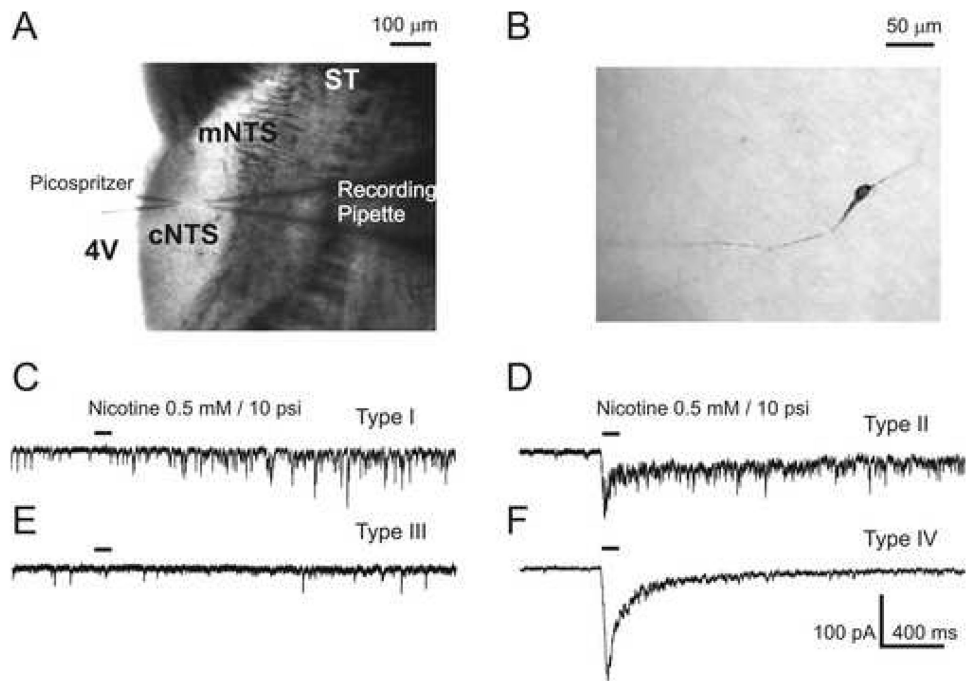 A
100 μm
B
50 μm
ST
mNTS
Picospritzer
Recording
Pipette
cNTS
4V
C
Nicotine 0.5 mM / 10 psi
Type I
D
Nicotine 0.5 mM / 10 psi
Type II
E
Type III
F
Type IV
100 pA
400 ms